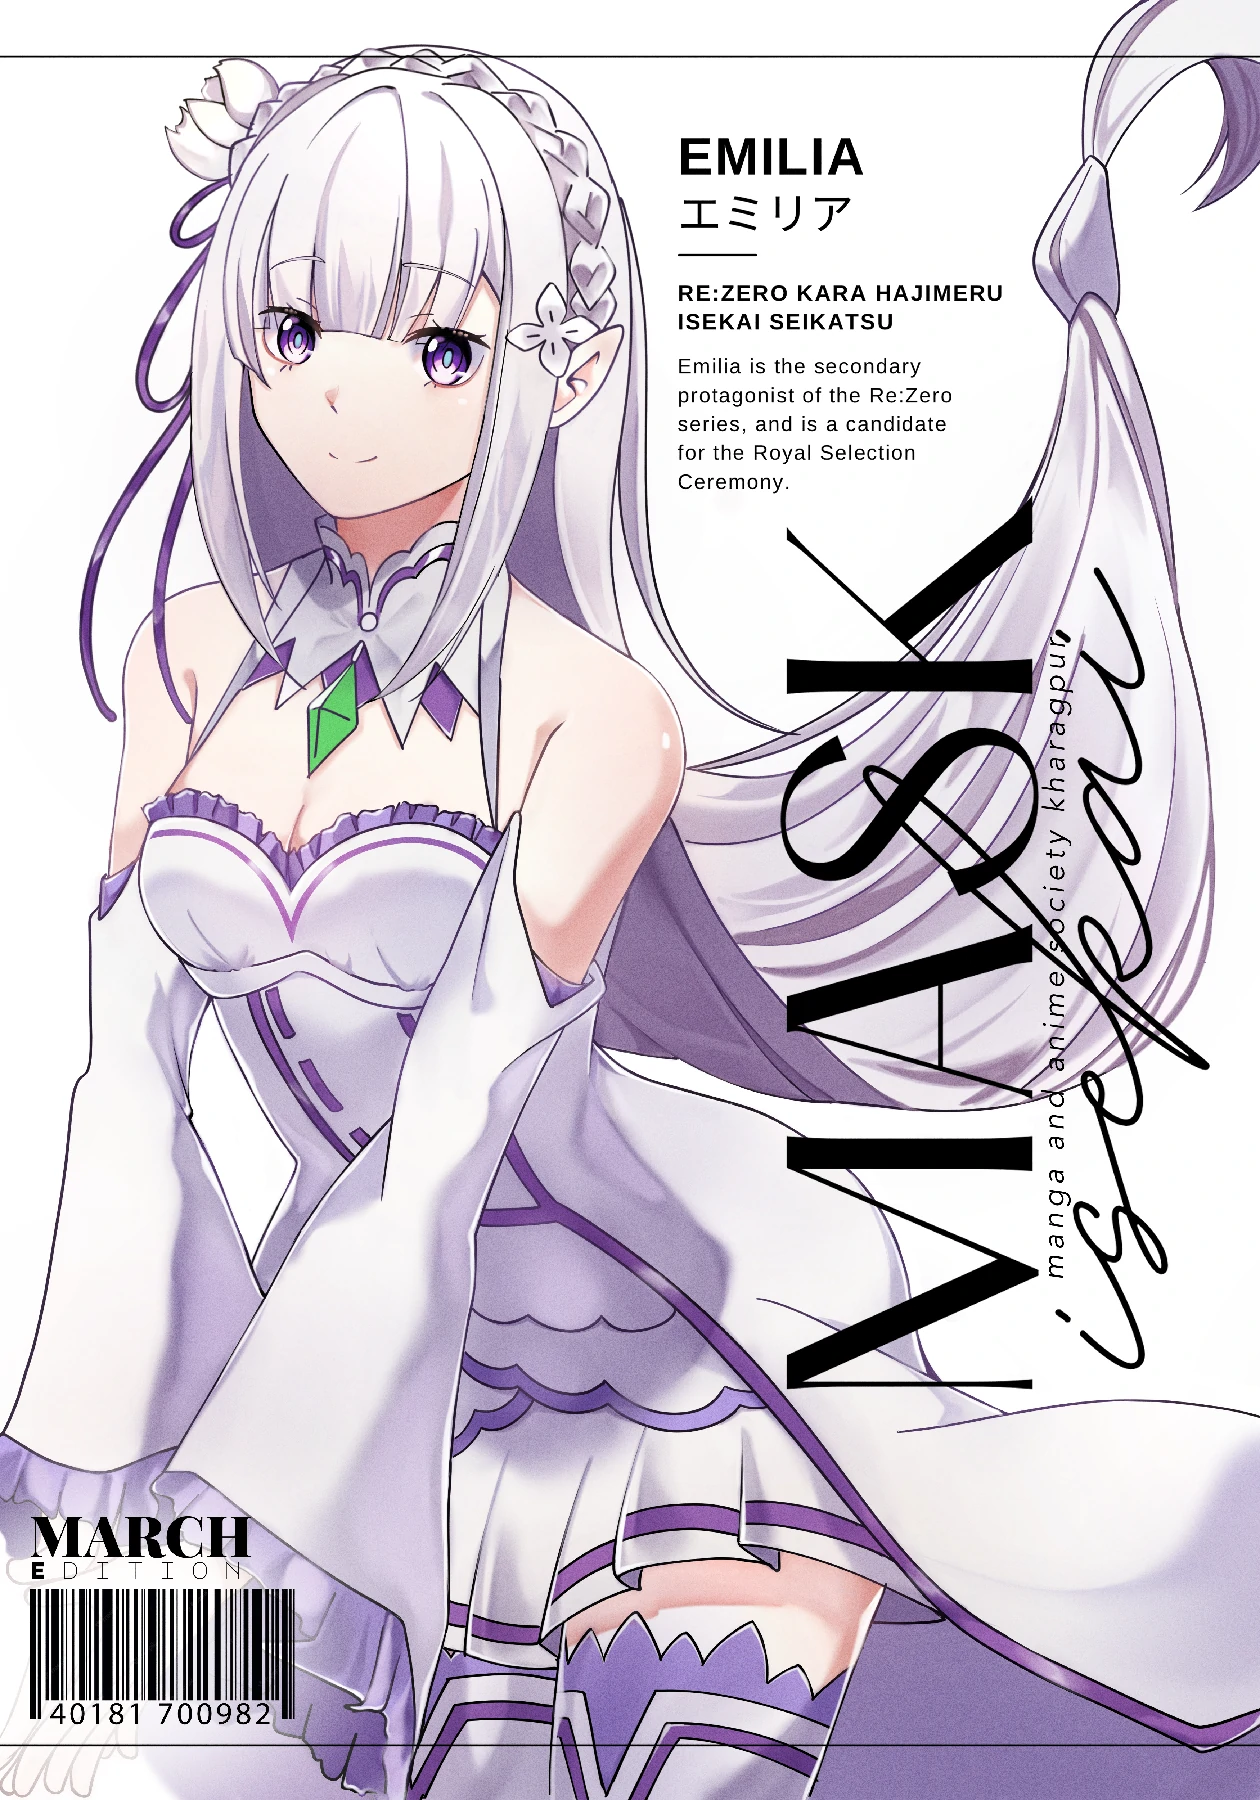 EMILIA
エミリア
RE:ZERO KARA HAJIMERU
ISEKAI SEIKATSU
Emilia is the secondary
protagonist of the Re:Zero
series, and is a candidate
for the Royal Selection
Ceremony.
MASK
manga and anime society kharagpur
isekai
MARCH
EDITION
40181 700982